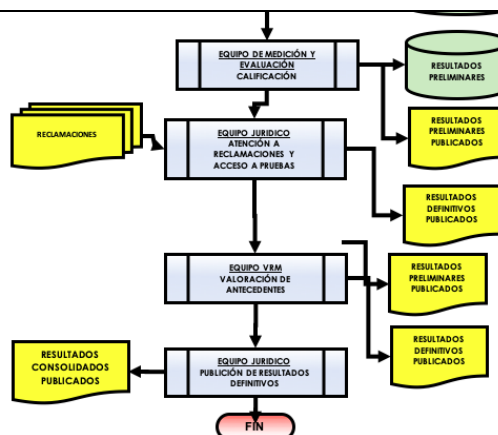 EQUIPO DE MEDICIÓN Y
EVALUACIÓN
CALIFICACIÓN
RESULTADOS
PRELIMINARES
RESULTADOS
PRELIMINARES
PUBLICADOS
RECLAMACIONES
EQUIPO JURIDICO
ATENCIÓN A
RECLAMACIONES Y
ACCESO A PRUEBAS
RESULTADOS
DEFINITIVOS
PUBLICADOS
EQUIPO VRM
VALORACIÓN DE
ANTECEDENTES
RESULTADOS
PRELIMINARES
PUBLICADOS
RESULTADOS
DEFINITIVOS
PUBLICADOS
RESULTADOS
CONSOLIDADOS
PUBLICADOS
EQUIPO JURIDICO
PUBLICIÓN DE RESULTADOS
DEFINITIVOS
FIN